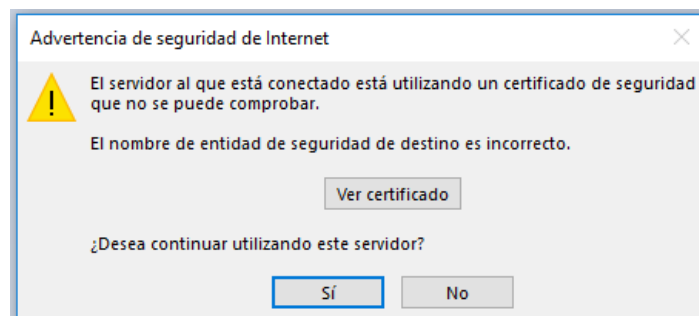 Advertencia de seguridad de Internet
El servidor al que está conectado está utilizando un certificado de seguridad
que no se puede comprobar.
El nombre de entidad de seguridad de destino es incorrecto.
Ver certificado
¿Desea continuar utilizando este servidor?
Sí No